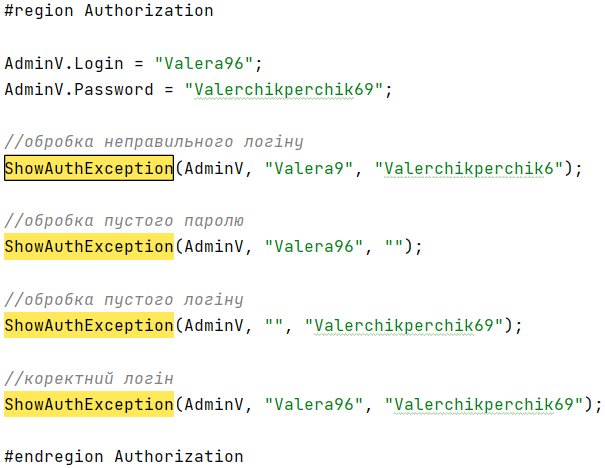 #region Authorization
AdminV.Login = "Valera96";
AdminV.Password = "Valerchikperchik69";
//обробка неправильного логіну
ShowAuthException(AdminV, "Valera9", "Valerchikperchik6");
//обробка пустого паролю
ShowAuthException(AdminV, "Valera96", "");
//обробка пустого логіну
ShowAuthException(AdminV, "", "Valerchikperchik69");
//коректний логін
ShowAuthException(AdminV, "Valera96", "Valerchikperchik69");
#endregion Authorization